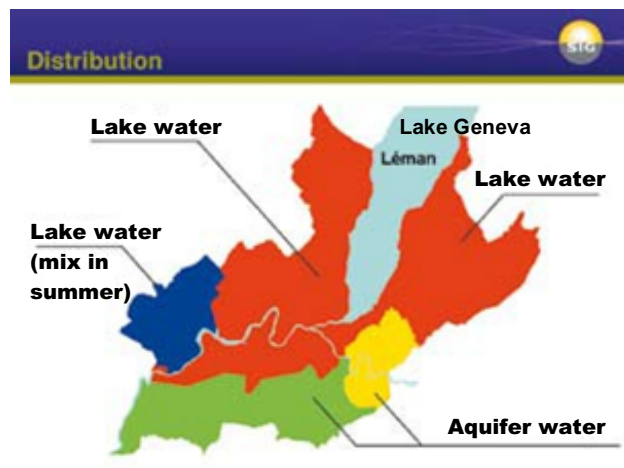 SIG
Distribution
Lake water
Lake Geneva
Léman
Lake water
Lake water
(mix in
summer)
Aquifer water